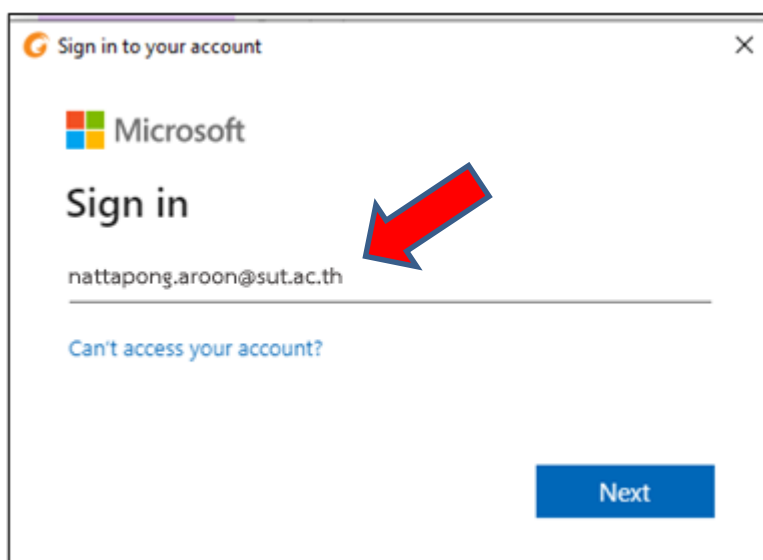 Sign in to your account
Microsoft
Sign in
nattapong.aroon@sut.ac.th
Can't access your account?
Next